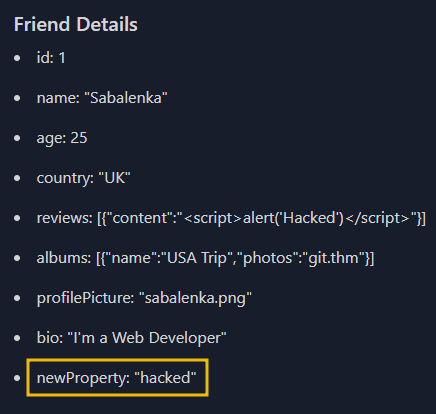 Friend Details
id: 1
name: "Sabalenka"
age: 25
country: "UK"
reviews: [{"content":"<script>alert('Hacked')</script>"}]
albums: [{"name":"USA Trip","photos":"git.thm"}]
profilePicture: "sabalenka.png"
bio: "I'm a Web Developer"
newProperty: "hacked"